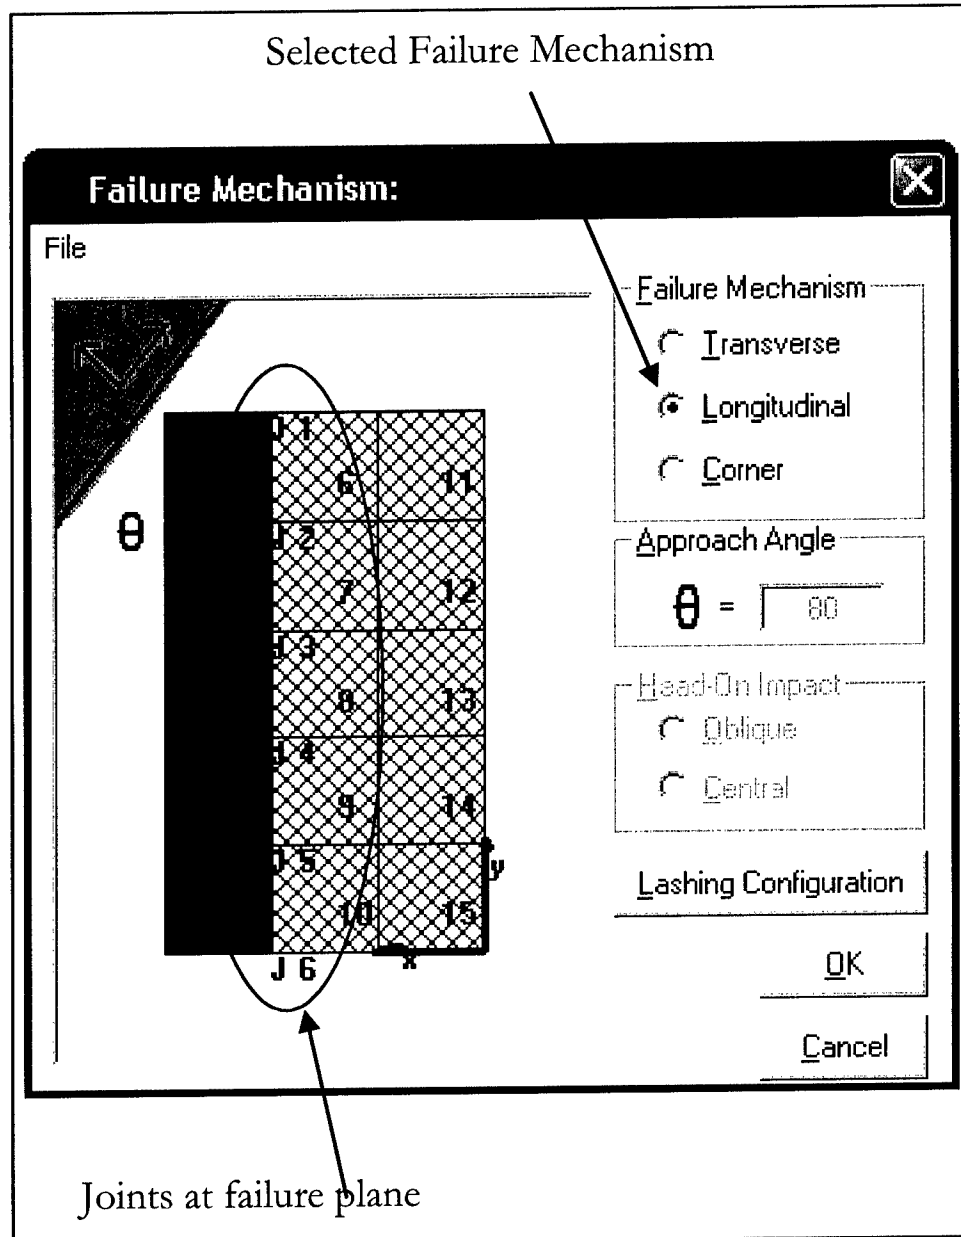 Selected Failure Mechanism
Failure Mechanism:
File
Failure Mechanism
Transverse
Longitudinal
Corner
θ
Approach Angle
θ = 80
Head-On Impact
Oblique
Central
J 1
6 11
J 2
7 12
J 3
8 13
J 4
9 14
J 5
y
10 15
x
J 6
Lashing Configuration
OK
Cancel
Joints at failure plane